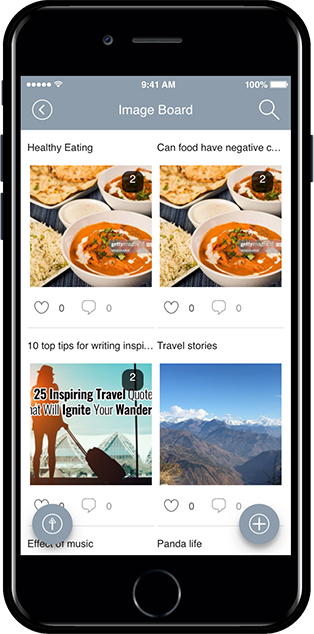 9:41 AM
100%
Image Board
Healthy Eating
Can food have negative c...
2
2
gettyimages
gettyimages
0
0
0
0
10 top tips for writing inspi...
Travel stories
2
25 Inspiring Travel Quote
hat Will Ignite Your Wander
0
0
0
0
Effect of music
Panda life